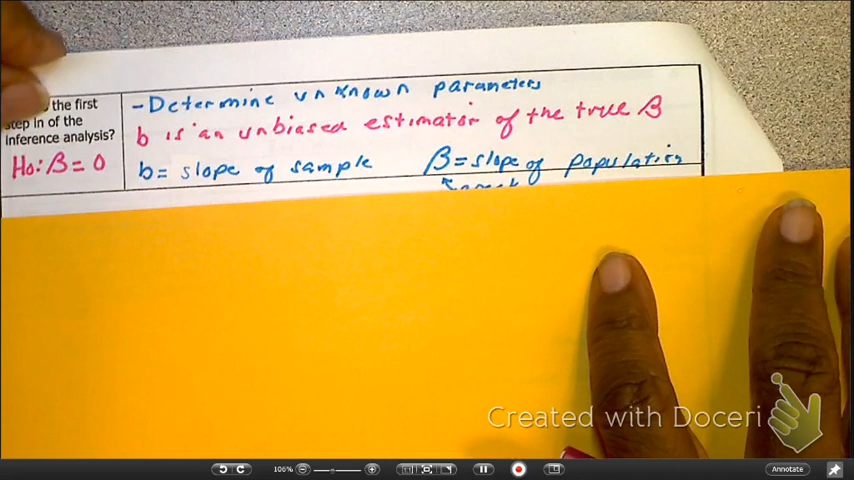 the first
step in of the
inference analysis?
Ho: β = 0
-Determine unknown parameters
b is an unbiased estimator of the true β
b = slope of sample β = slope of population
Created with Doceri
106%
Annotate